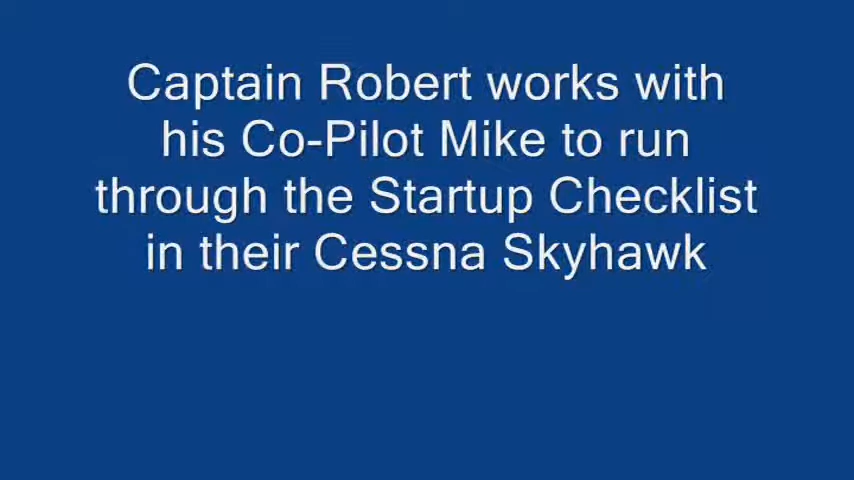 Captain Robert works with
his Co-Pilot Mike to run
through the Startup Checklist
in their Cessna Skyhawk